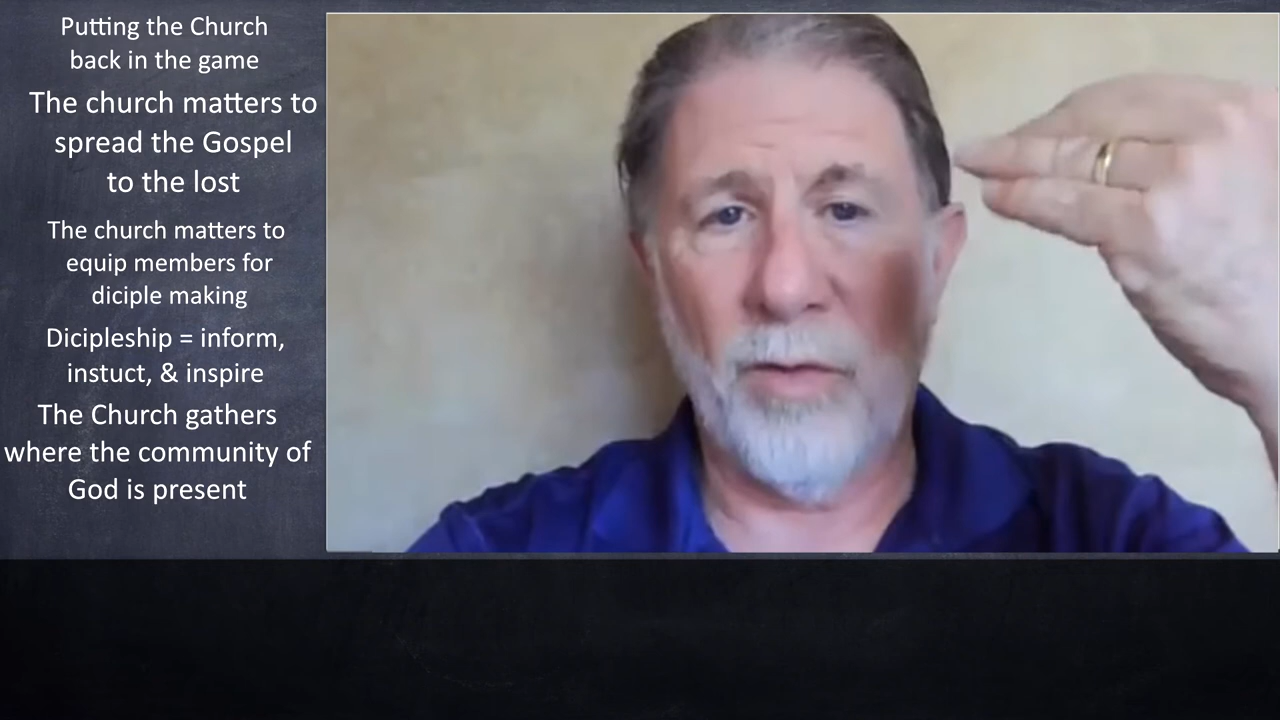 Putting the Church
back in the game
The church matters to
spread the Gospel
to the lost
The church matters to
equip members for
diciple making
Dicipleship = inform,
instuct, & inspire
The Church gathers
where the community of
God is present